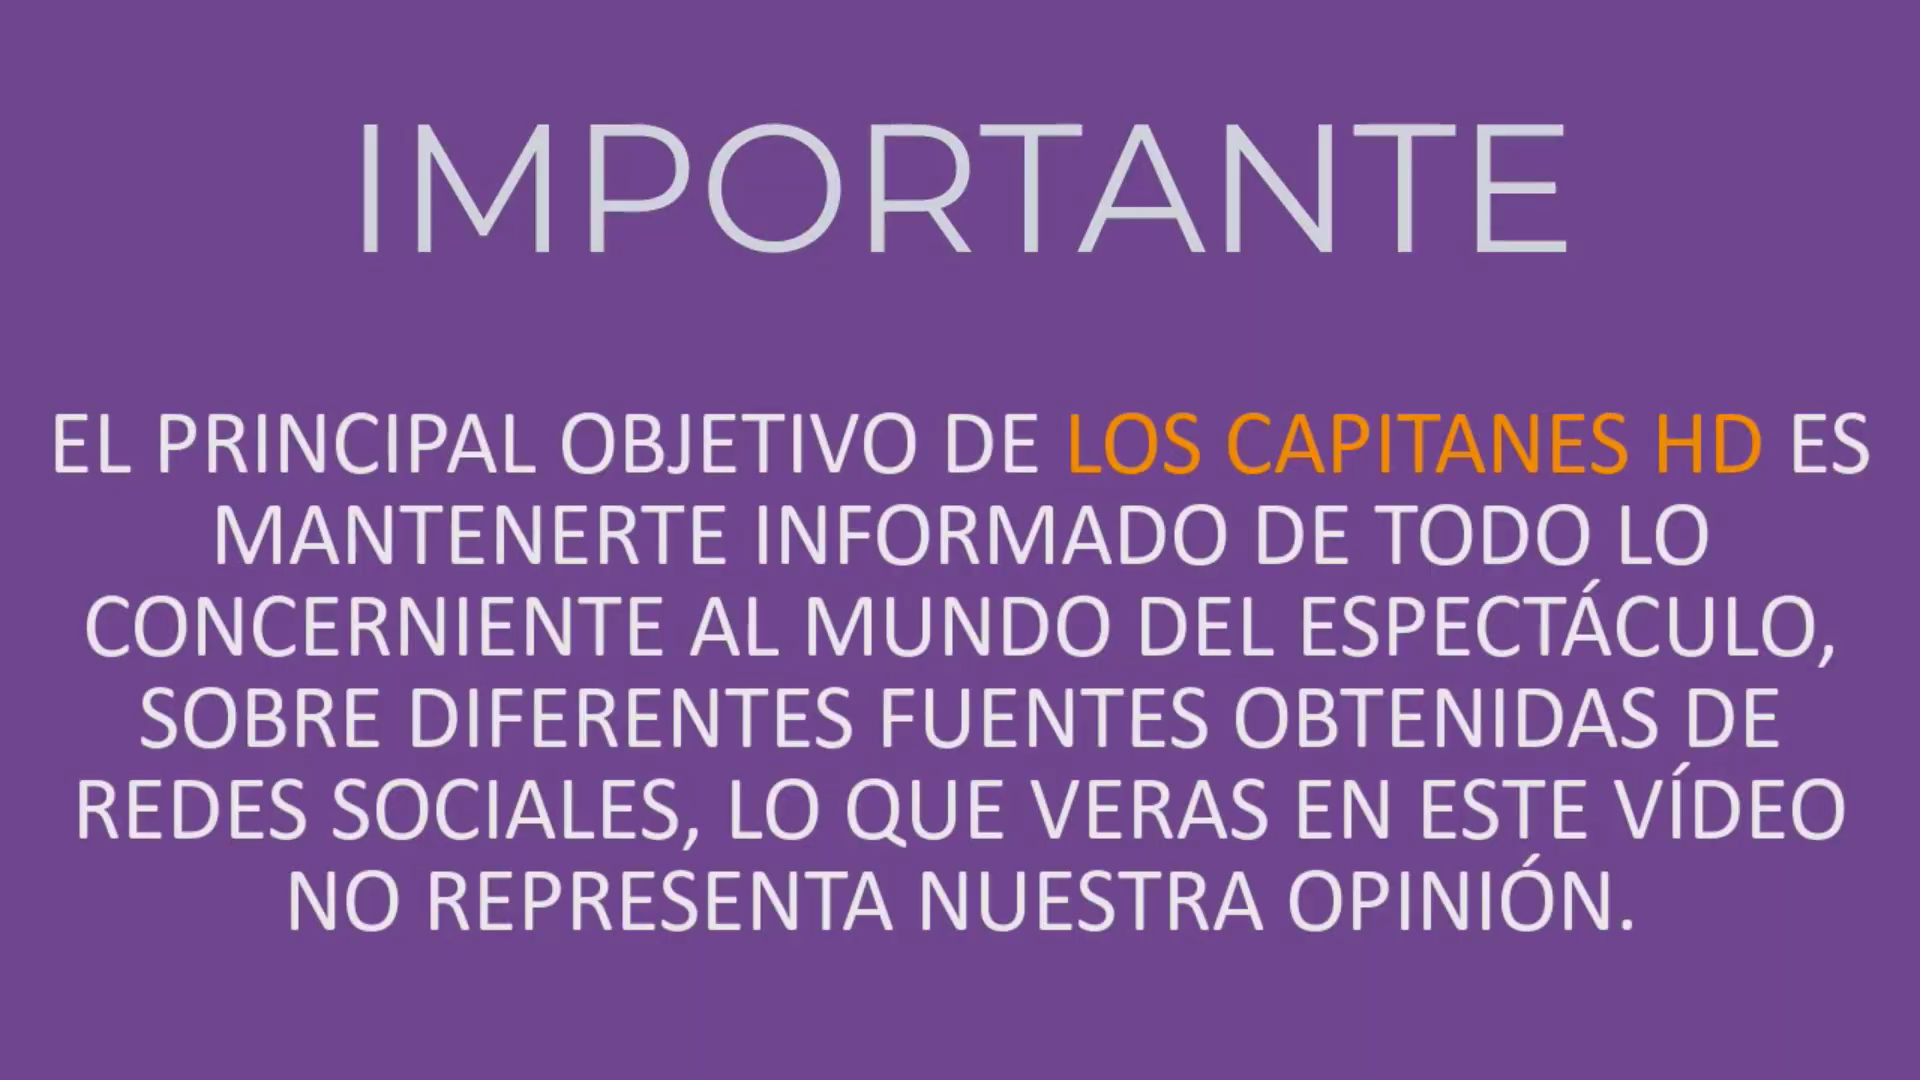 IMPORTANTE
EL PRINCIPAL OBJETIVO DE LOS CAPITANES HD ES
MANTENERTE INFORMADO DE TODO LO
CONCERNIENTE AL MUNDO DEL ESPECTÁCULO,
SOBRE DIFERENTES FUENTES OBTENIDAS DE
REDES SOCIALES, LO QUE VERAS EN ESTE VÍDEO
NO REPRESENTA NUESTRA OPINIÓN.